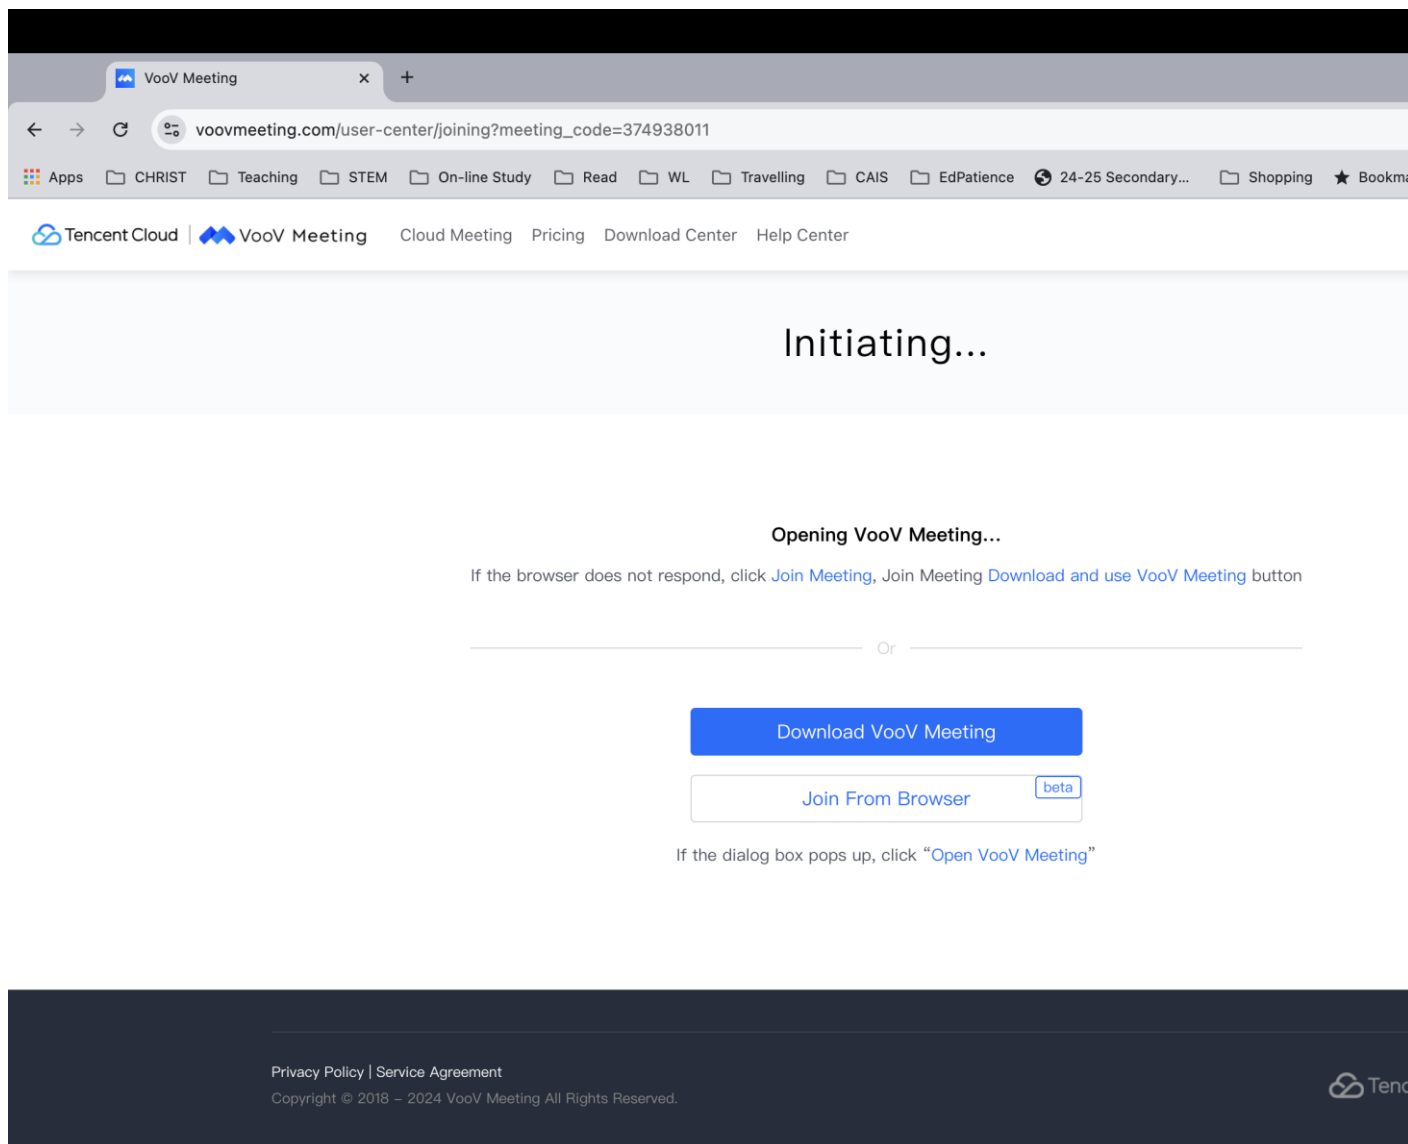 VooV Meeting
voovmeeting.com/user-center/joining?meeting_code=374938011
Apps CHRIST Teaching STEM On-line Study Read WL Travelling CAIS EdPatience 24-25 Secondary... Shopping Bookma
Tencent Cloud | VooV Meeting Cloud Meeting Pricing Download Center Help Center
Initiating...
Opening VooV Meeting...
If the browser does not respond, click Join Meeting, Join Meeting Download and use VooV Meeting button
Or
Download VooV Meeting
Join From Browser beta
If the dialog box pops up, click “Open VooV Meeting”
Privacy Policy | Service Agreement
Copyright © 2018 – 2024 VooV Meeting All Rights Reserved.
Tenc